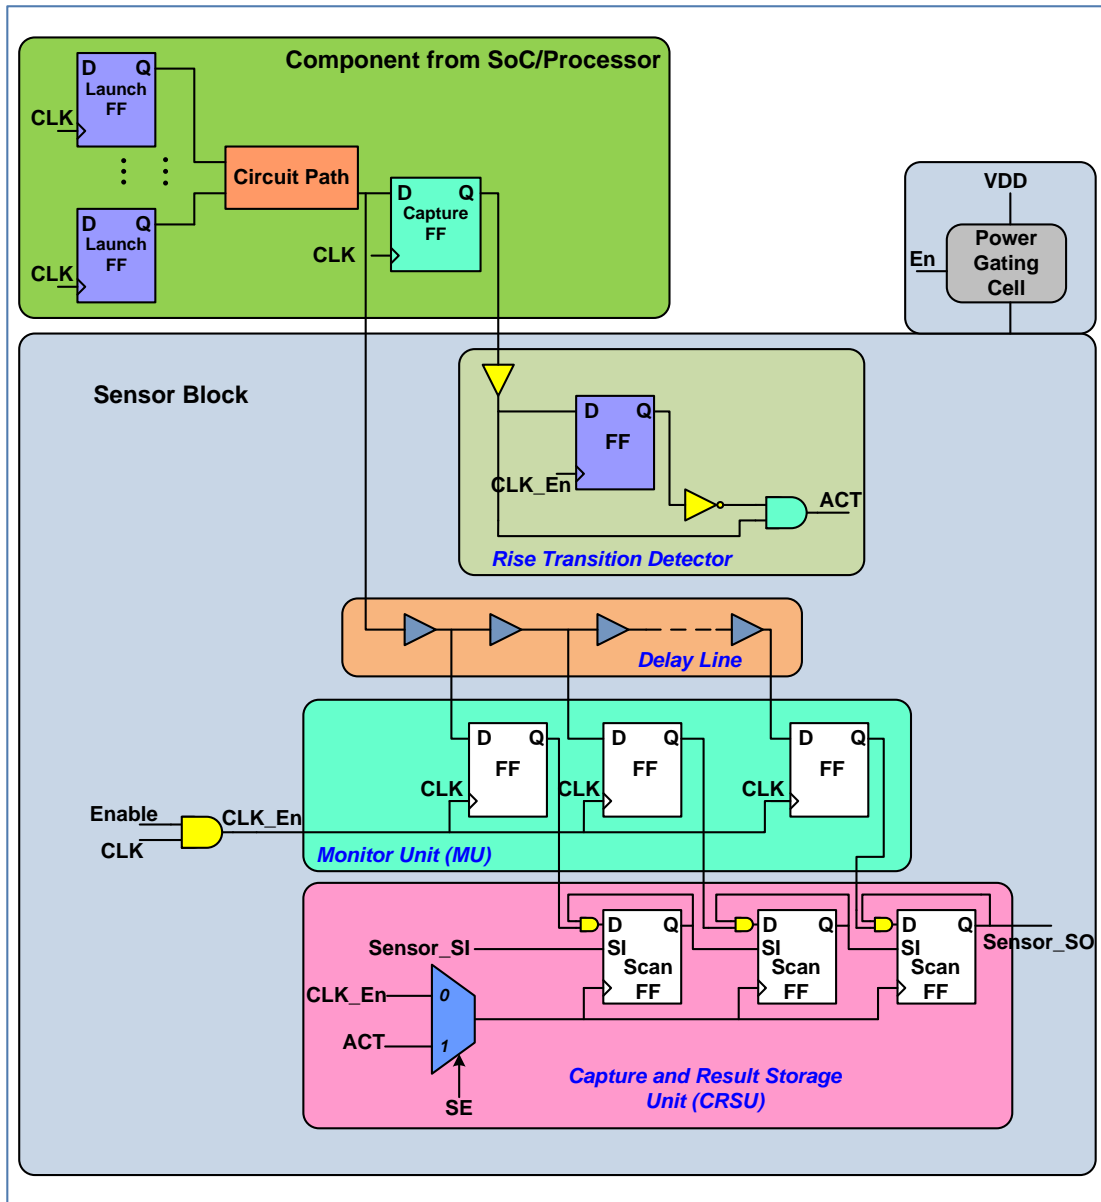 Component from SoC/Processor
D Q
Launch
FF
CLK
Circuit Path
D Q
Capture
FF
CLK
D Q
Launch
FF
CLK
VDD
Power
Gating
Cell
En
Sensor Block
D Q
FF
CLK_En
ACT
Rise Transition Detector
Delay Line
D Q
FF
CLK
D Q
FF
CLK
D Q
FF
CLK
Enable
CLK
CLK_En
Monitor Unit (MU)
D Q
SI
Scan
FF
D Q
SI
Scan
FF
D Q
SI
Scan
FF
Sensor_SI
Sensor_SO
CLK_En
0
ACT
1
SE
Capture and Result Storage
Unit (CRSU)